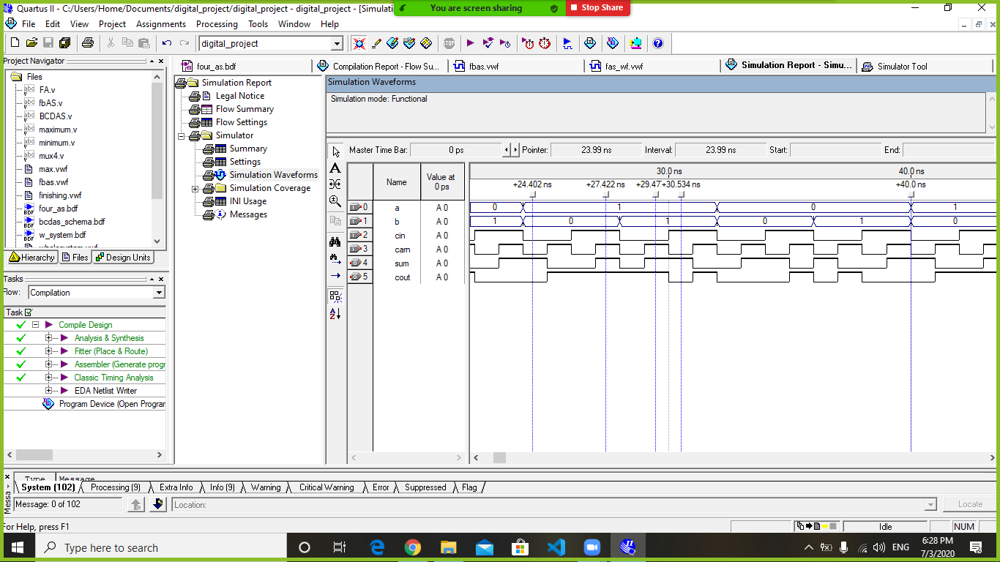 Quartus II - C:/Users/Home/Documents/digital_project/digital_project - digital_project - [Simulation
You are screen sharing
Stop Share
File Edit View Project Assignments Processing Tools Window Help
digital_project
Project Navigator
Files
FA.v
fbAS.v
BCDAS.v
maximum.v
minimum.v
mux4.v
max.vwf
fbas.vwf
finishing.vwf
four_as.bdf
bcdas_schema.bdf
w_system.bdf
Hierarchy Files Design Units
four_as.bdf
Compilation Report - Flow Su...
fbas.vwf
fas_wf.vwf
Simulation Report - Simu...
Simulator Tool
Simulation Report
Legal Notice
Flow Summary
Flow Settings
Simulator
Summary
Settings
Simulation Waveforms
Simulation Coverage
INI Usage
Messages
Simulation Waveforms
Simulation mode: Functional
Master Time Bar: 0 ps Pointer: 23.99 ns Interval: 23.99 ns Start: End:
Name
Value at
0 ps
30.0 ns 40.0 ns
+24.402 ns +27.422 ns +29.47 +30.534 ns +40.0 ns
0 a A 0 0 1 0 1
1 b A 0 1 0 1 0 1 0
2 cin A 0
3 cam A 0
4 sum A 0
5 cout A 0
Tasks
Flow: Compilation
Task
Compile Design
Analysis & Synthesis
Fitter (Place & Route)
Assembler (Generate progr
Classic Timing Analysis
EDA Netlist Writer
Program Device (Open Progran
Type Message
System (102) Processing (9) Extra Info Info (9) Warning Critical Warning Error Suppressed Flag
Message: 0 of 102
Location:
Locate
Messa
For Help, press F1
Idle NUM
Type here to search
ENG
6:28 PM
7/3/2020